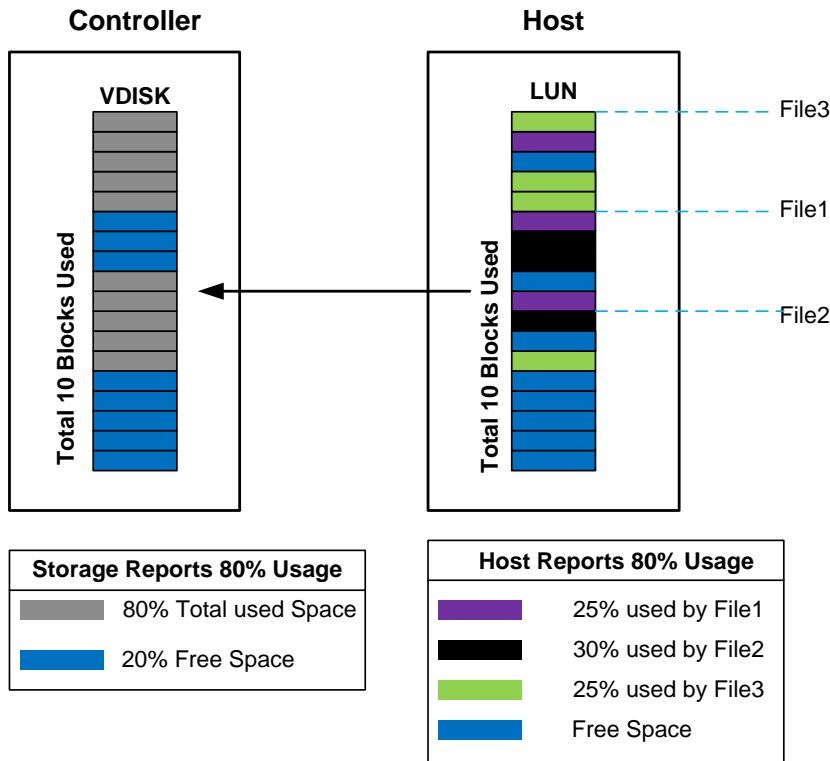 Controller
Host
VDISK
LUN
Total 10 Blocks Used
Total 10 Blocks Used
File3
File1
File2
Storage Reports 80% Usage
80% Total used Space
20% Free Space
Host Reports 80% Usage
25% used by File1
30% used by File2
25% used by File3
Free Space